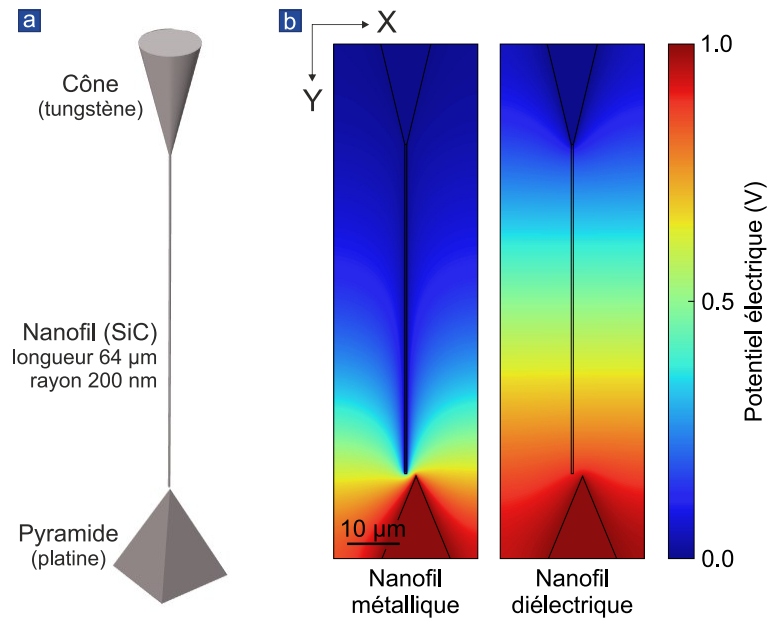 a
Cône
(tungstène)
Nanofil (SiC)
longueur 64 µm
rayon 200 nm
Pyramide
(platine)
b
X
Y
10 µm
Nanofil
métallique
Nanofil
diélectrique
1.0
0.5
0.0
Potentiel électrique (V)